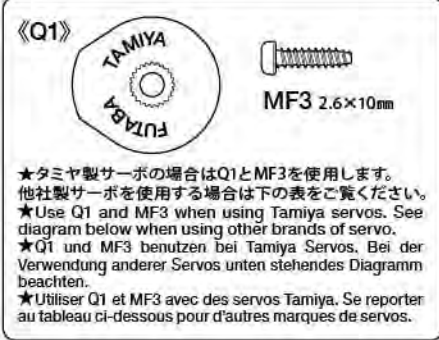 《Q1》
TAMIYA
FUTABA
MF3 2.6×10mm
★タミヤ製サーボの場合はQ1とMF3を使用します。
他社製サーボを使用する場合は下の表をご覧ください。
★Use Q1 and MF3 when using Tamiya servos. See
diagram below when using other brands of servo.
★Q1 und MF3 benutzen bei Tamiya Servos. Bei der
Verwendung anderer Servos unten stehendes Diagramm
beachten.
★Utiliser Q1 et MF3 avec des servos Tamiya. Se reporter
au tableau ci-dessous pour d'autres marques de servos.